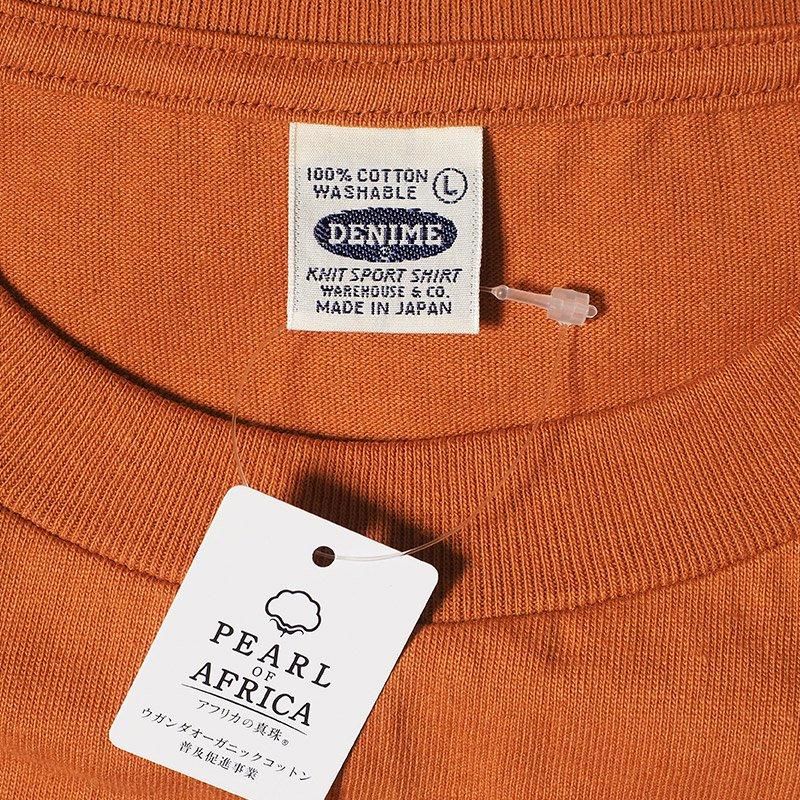 100% COTTON L
WASHABLE
DENIME
KNIT SPORT SHIRT
WAREHOUSE & CO.
MADE IN JAPAN
PEARL
OF
AFRICA
アフリカの真珠®
ウガンダオーガニックコットン
普及促進事業